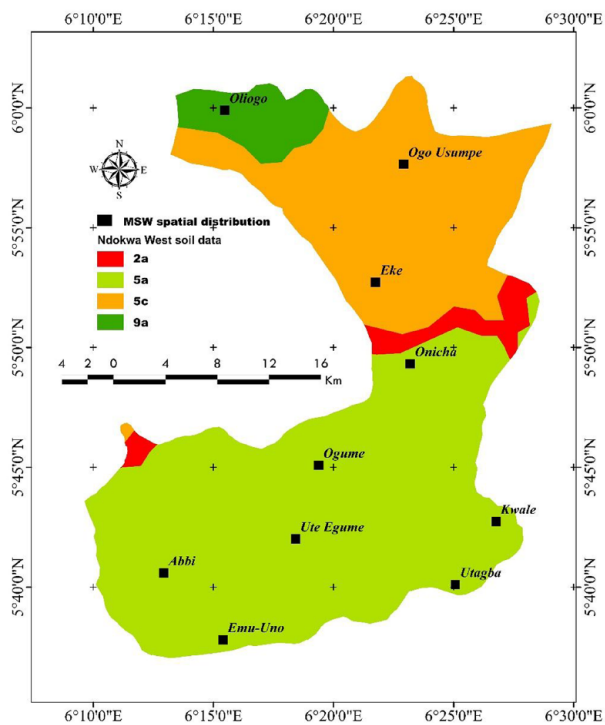 6°10'0"E 6°15'0"E 6°20'0"E 6°25'0"E 6°30'0"E
6°0'0"N
Oliogo
6°0'0"N
Ogo Usumpe
N
W E
S
MSW spatial distribution
Ndokwa West soil data
2a
5a
5c
9a
5°55'0"N
5°55'0"N
Eke
5°50'0"N
5°50'0"N
Onicha
4 2 0 4 8 12 16
Km
5°45'0"N
5°45'0"N
Ogume
Kwale
Ute Egume
Abbi
Utagba
5°40'0"N
5°40'0"N
Emu-Uno
6°10'0"E 6°15'0"E 6°20'0"E 6°25'0"E 6°30'0"E